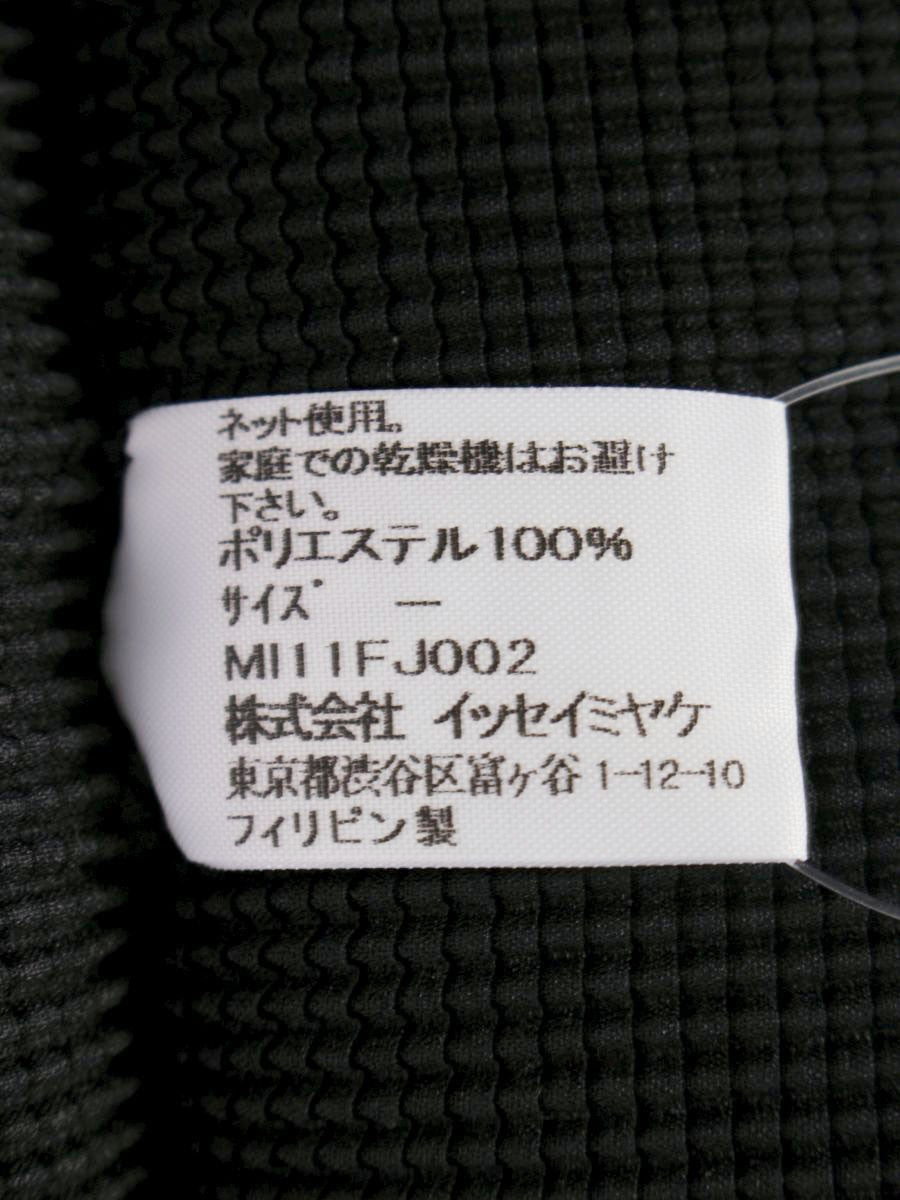 ネット使用。
家庭での乾燥機はお避け
下さい。
ポリエステル100%
サイズ ー
MI11FJ002
株式会社 イッセイミヤケ
東京都渋谷区富ヶ谷 1-12-10
フィリピン製